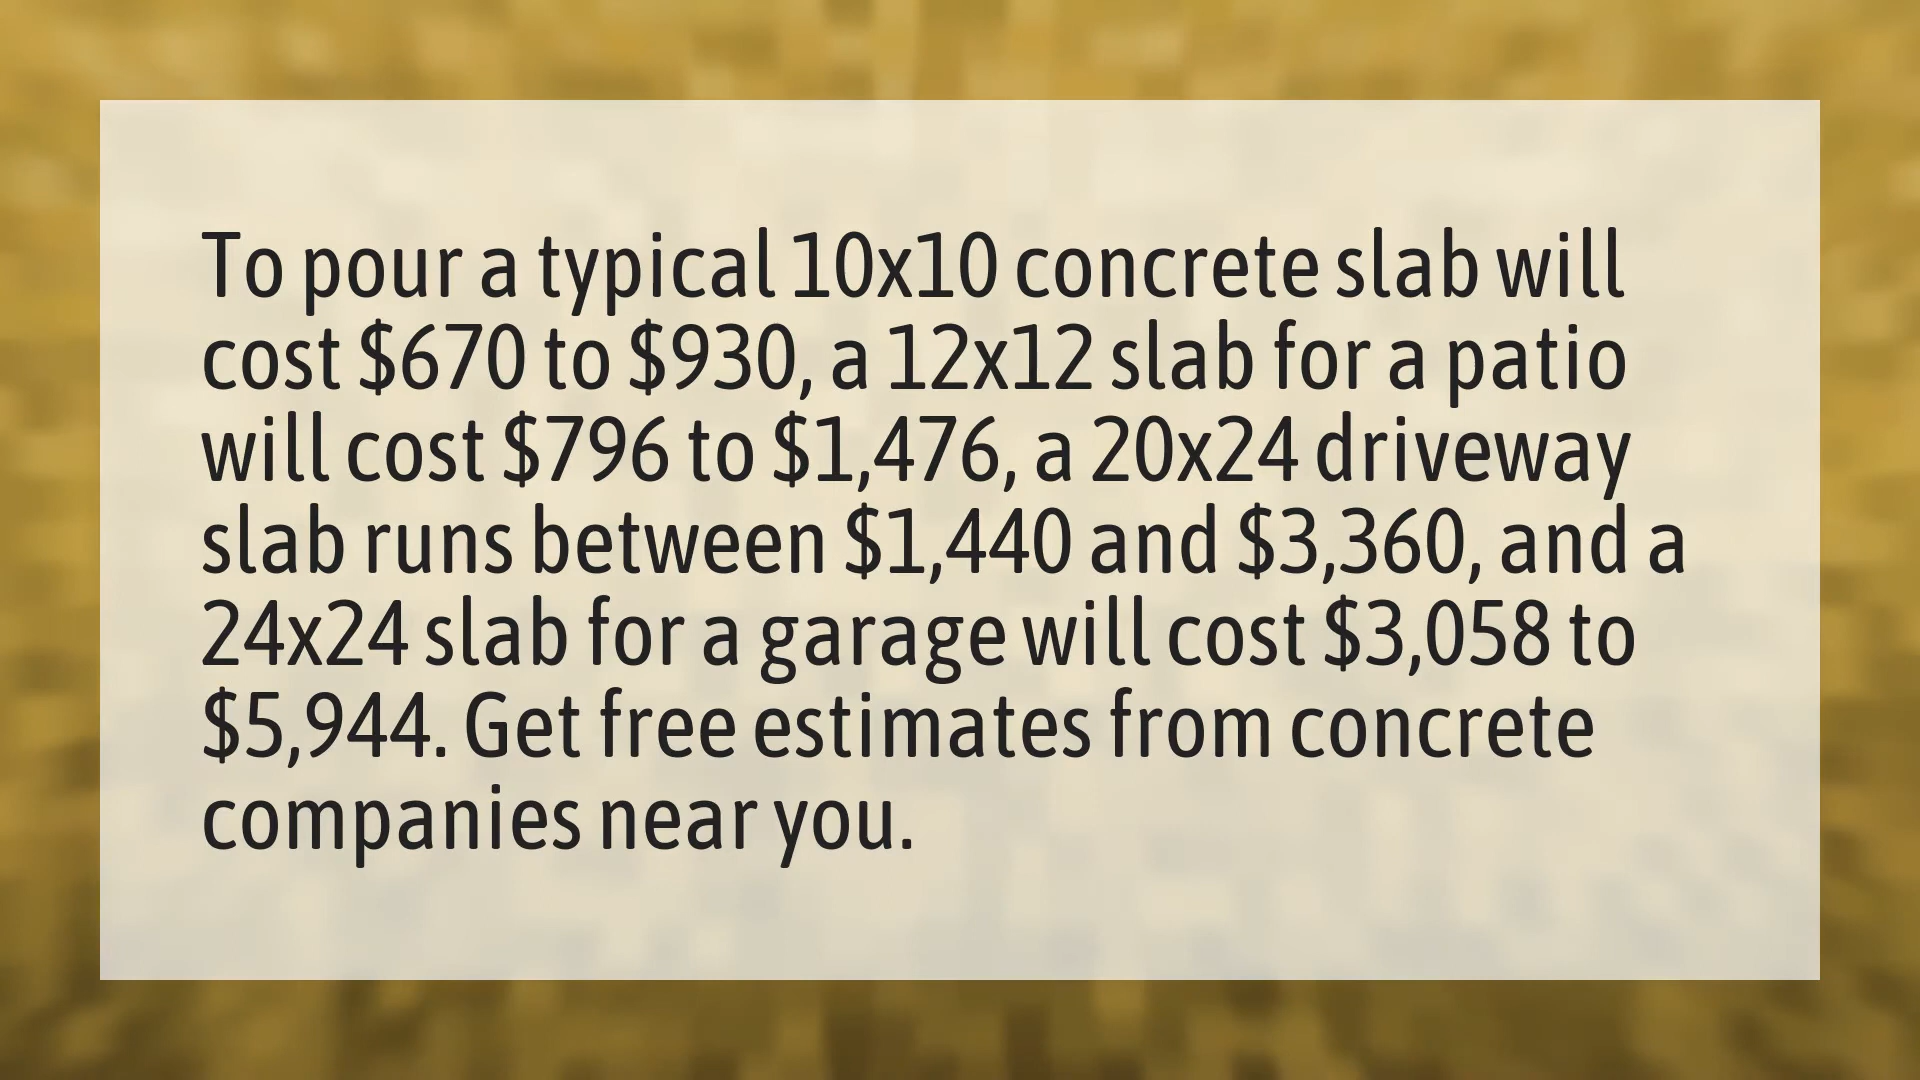 To pour a typical 10x10 concrete slab will
cost $670 to $930, a 12x12 slab for a patio
will cost $796 to $1,476, a 20x24 driveway
slab runs between $1,440 and $3,360, and a
24x24 slab for a garage will cost $3,058 to
$5,944. Get free estimates from concrete
companies near you.